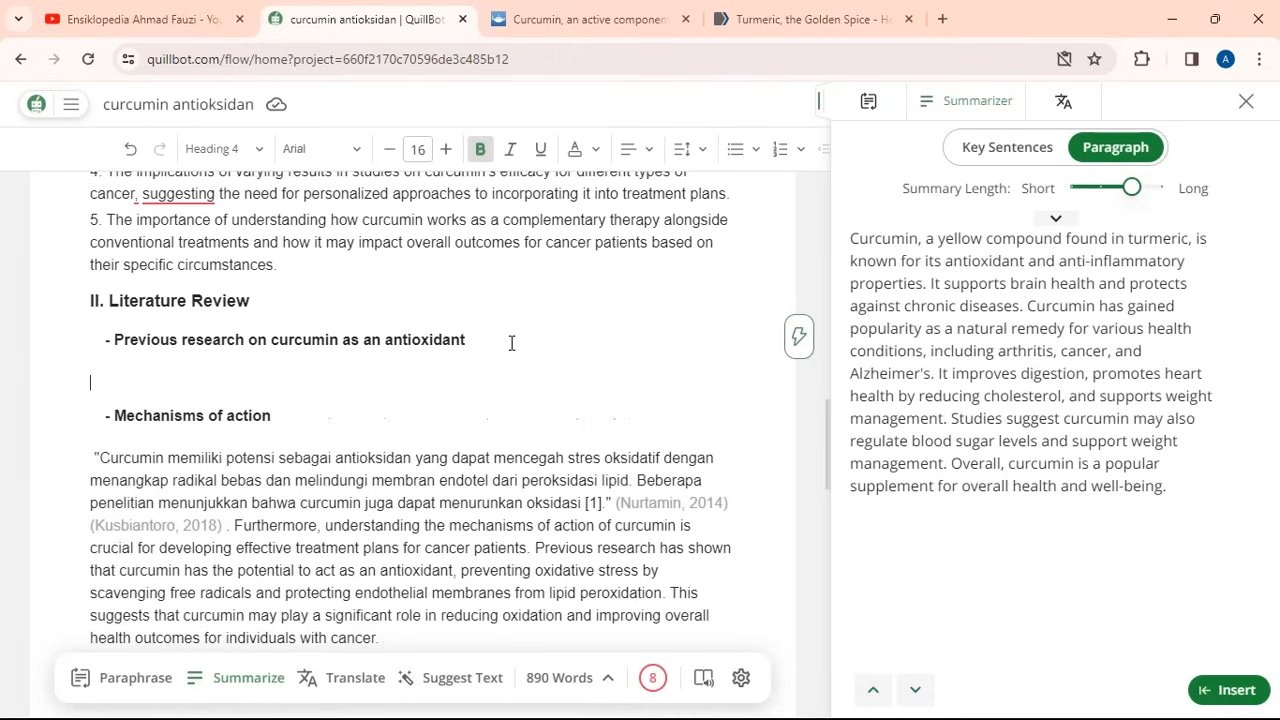 Ensiklopedia Ahmad Fauzi - Yo
curcumin antioksidan | QuillBot
Curcumin, an active component
Turmeric, the Golden Spice - He
quillbot.com/flow/home?project=660f2170c70596de3c485b12
A
curcumin antioksidan
Summarizer
Heading 4
Arial
16
B I U A
Key Sentences
Paragraph
Summary Length: Short Long
cancer, suggesting the need for personalized approaches to incorporating it into treatment plans.
4. The implications of varying results in studies on curcumin's efficacy for different types of
5. The importance of understanding how curcumin works as a complementary therapy alongside
conventional treatments and how it may impact overall outcomes for cancer patients based on
their specific circumstances.
II. Literature Review
- Previous research on curcumin as an antioxidant
- Mechanisms of action
"Curcumin memiliki potensi sebagai antioksidan yang dapat mencegah stres oksidatif dengan
menangkap radikal bebas dan melindungi membran endotel dari peroksidasi lipid. Beberapa
penelitian menunjukkan bahwa curcumin juga dapat menurunkan oksidasi [1]." (Nurtamin, 2014)
(Kusbiantoro, 2018) . Furthermore, understanding the mechanisms of action of curcumin is
crucial for developing effective treatment plans for cancer patients. Previous research has shown
that curcumin has the potential to act as an antioxidant, preventing oxidative stress by
scavenging free radicals and protecting endothelial membranes from lipid peroxidation. This
suggests that curcumin may play a significant role in reducing oxidation and improving overall
health outcomes for individuals with cancer.
Curcumin, a yellow compound found in turmeric, is
known for its antioxidant and anti-inflammatory
properties. It supports brain health and protects
against chronic diseases. Curcumin has gained
popularity as a natural remedy for various health
conditions, including arthritis, cancer, and
Alzheimer's. It improves digestion, promotes heart
health by reducing cholesterol, and supports weight
management. Studies suggest curcumin may also
regulate blood sugar levels and support weight
management. Overall, curcumin is a popular
supplement for overall health and well-being.
Paraphrase
Summarize
Translate
Suggest Text
890 Words
8
Insert